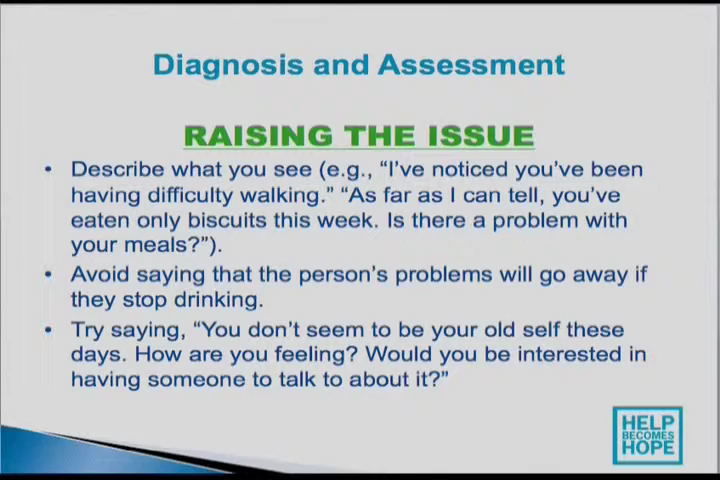 Diagnosis and Assessment
RAISING THE ISSUE
• Describe what you see (e.g., “I’ve noticed you’ve been
having difficulty walking.” “As far as I can tell, you’ve
eaten only biscuits this week. Is there a problem with
your meals?”).
• Avoid saying that the person’s problems will go away if
they stop drinking.
• Try saying, “You don’t seem to be your old self these
days. How are you feeling? Would you be interested in
having someone to talk to about it?”
HELP
BECOMES
HOPE